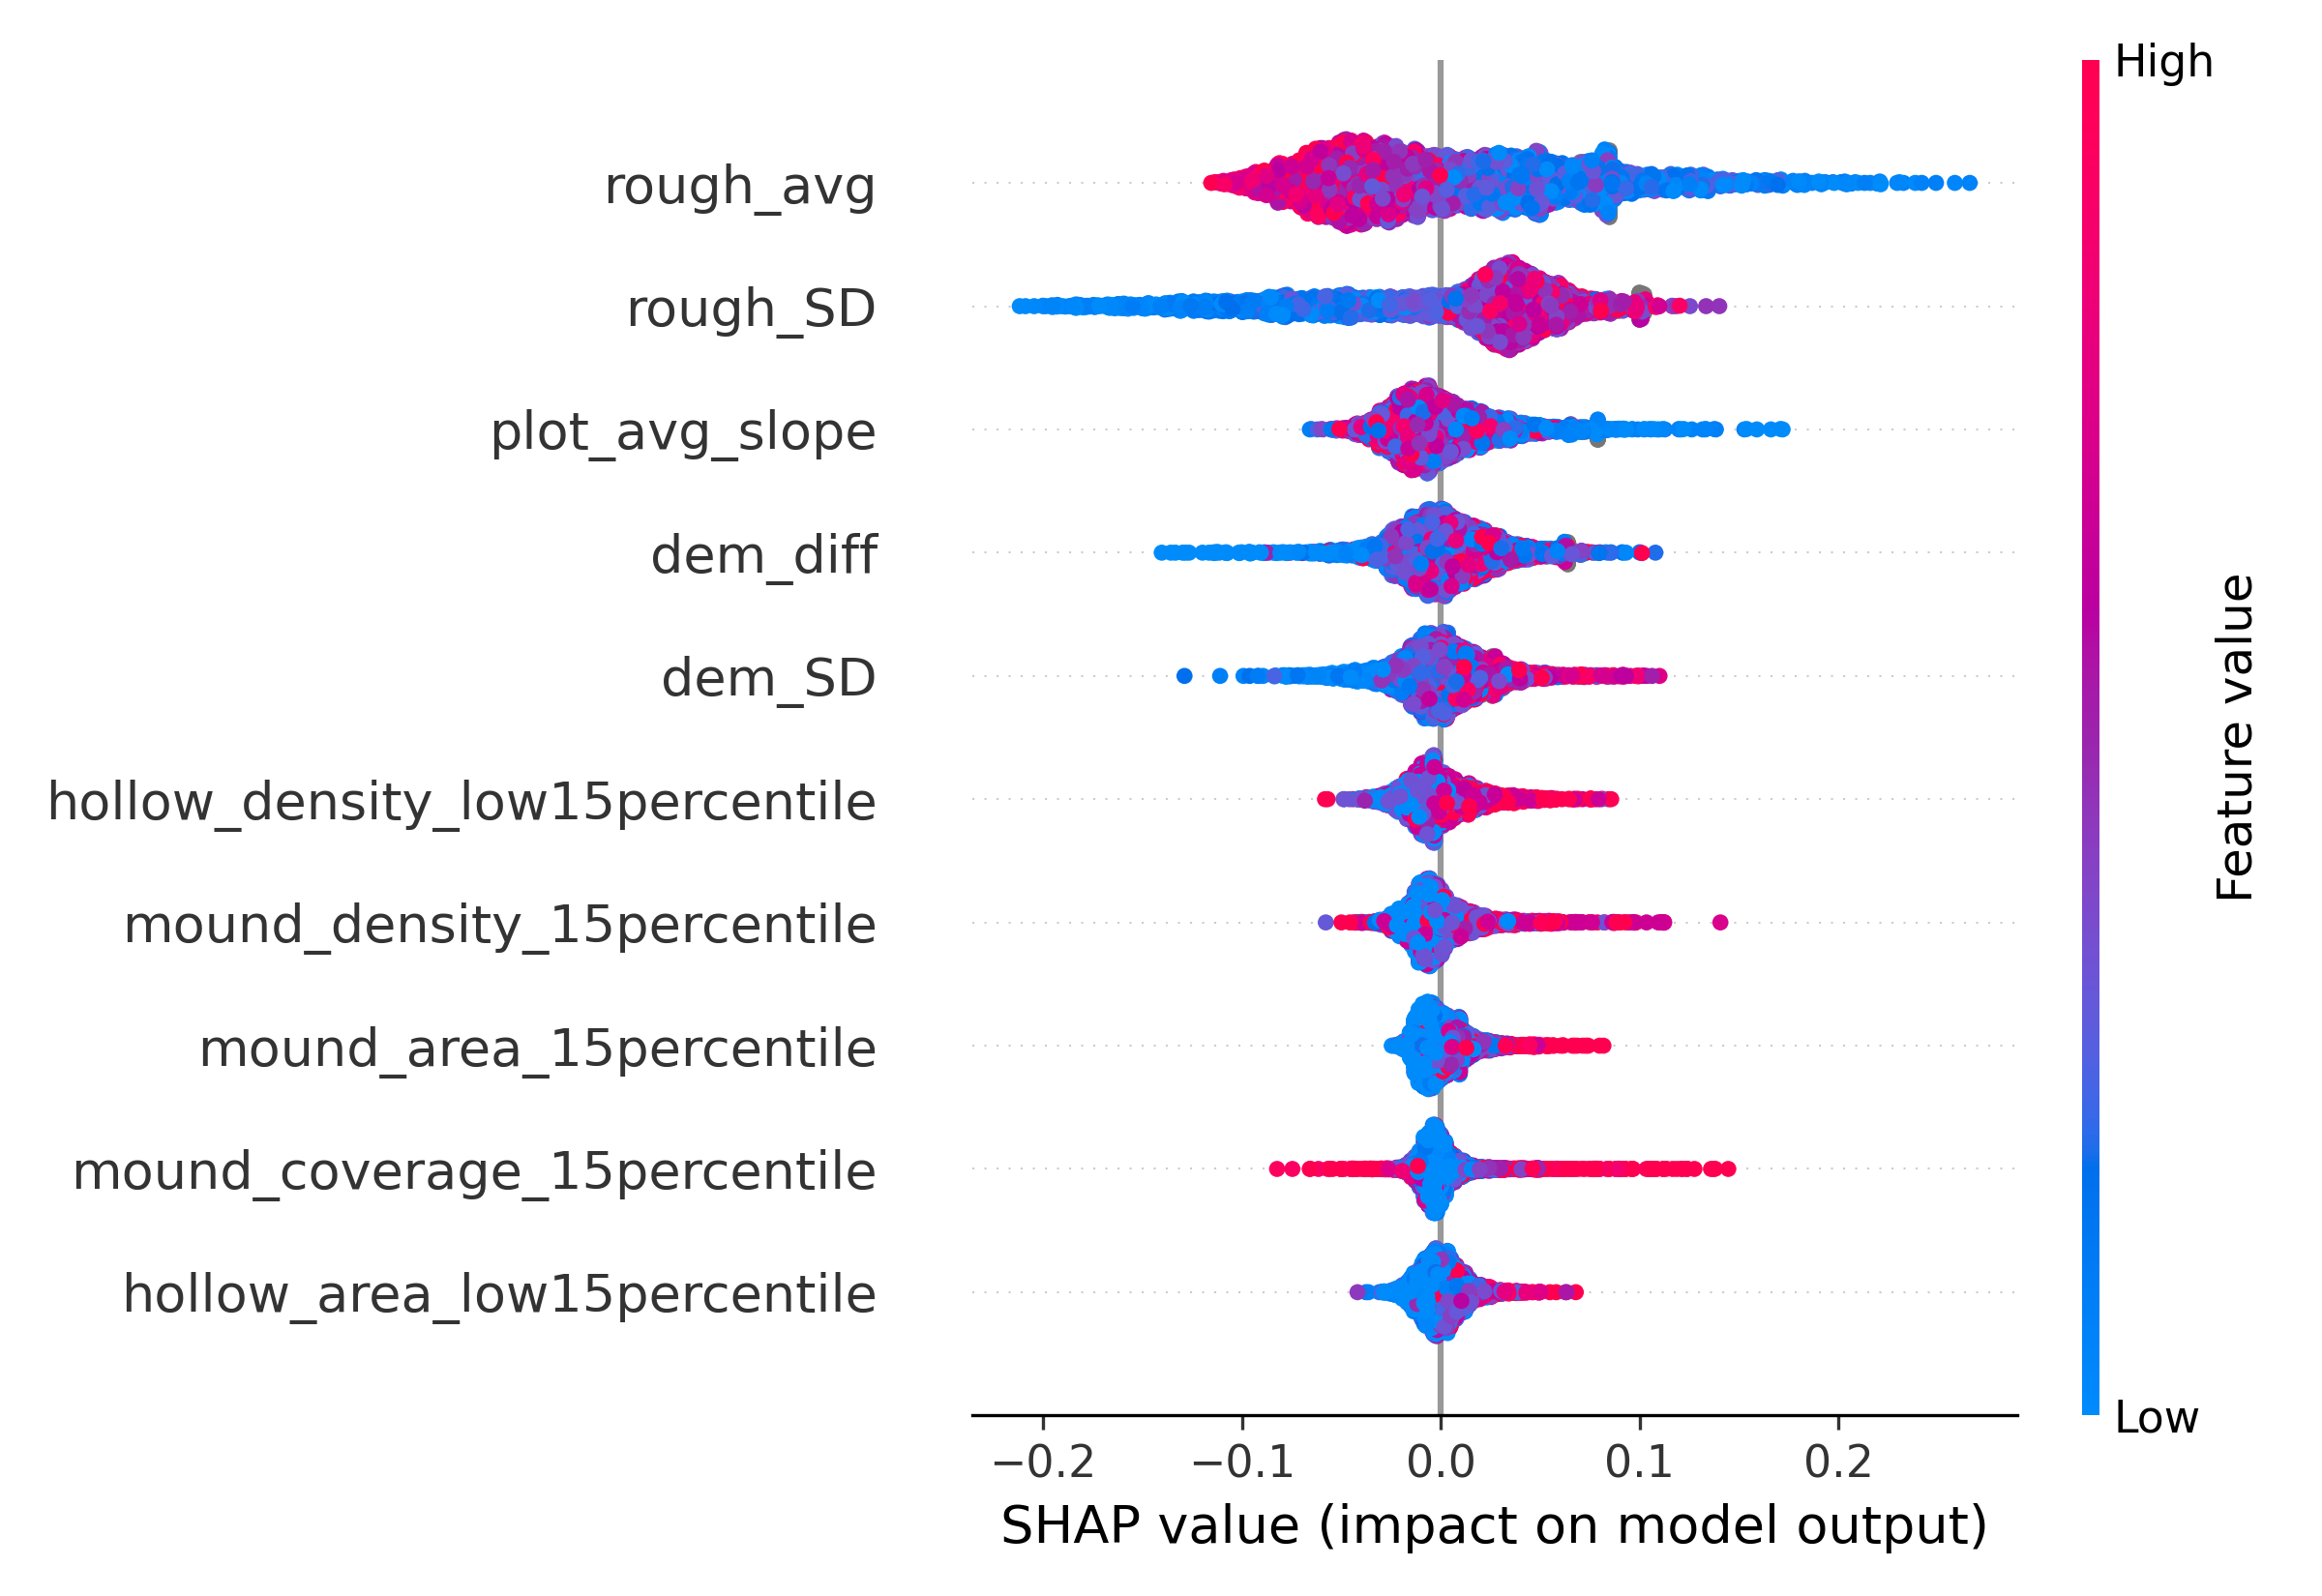 High
rough_avg
rough_SD
plot_avg_slope
dem_diff
dem_SD
hollow_density_low15percentile
mound_density_15percentile
mound_area_15percentile
mound_coverage_15percentile
hollow_area_low15percentile
Feature value
Low
−0.2 −0.1 0.0 0.1 0.2
SHAP value (impact on model output)